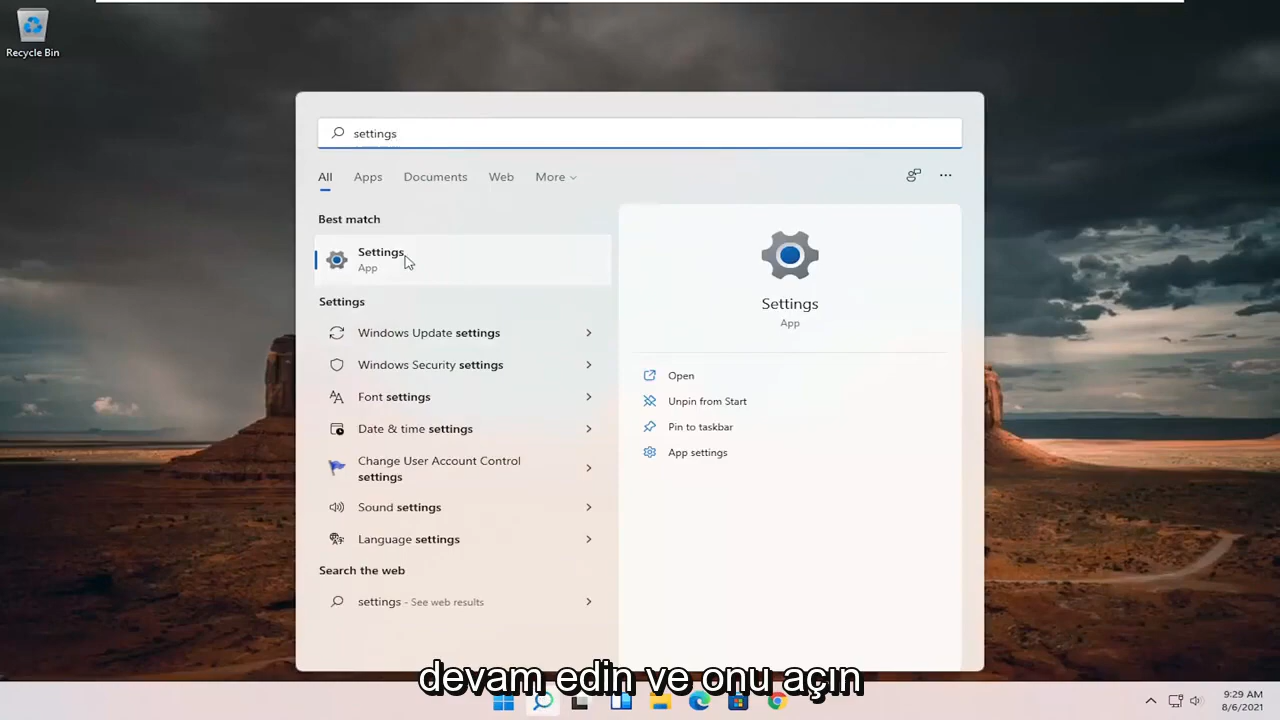 Recycle Bin
settings
All Apps Documents Web More
Best match
Settings
App
Settings
Windows Update settings
Windows Security settings
Font settings
Date & time settings
Change User Account Control
settings
Sound settings
Language settings
Search the web
settings - See web results
Settings
App
Open
Unpin from Start
Pin to taskbar
App settings
devam edin ve onu açın
9:29 AM
8/6/2021